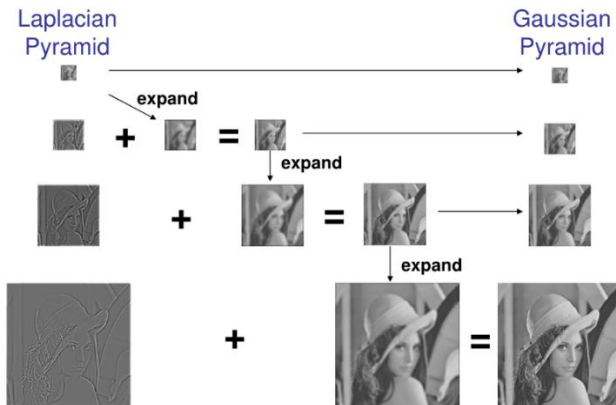 Laplacian
Pyramid
Gaussian
Pyramid
expand
+
=
expand
+
=
expand
+
=